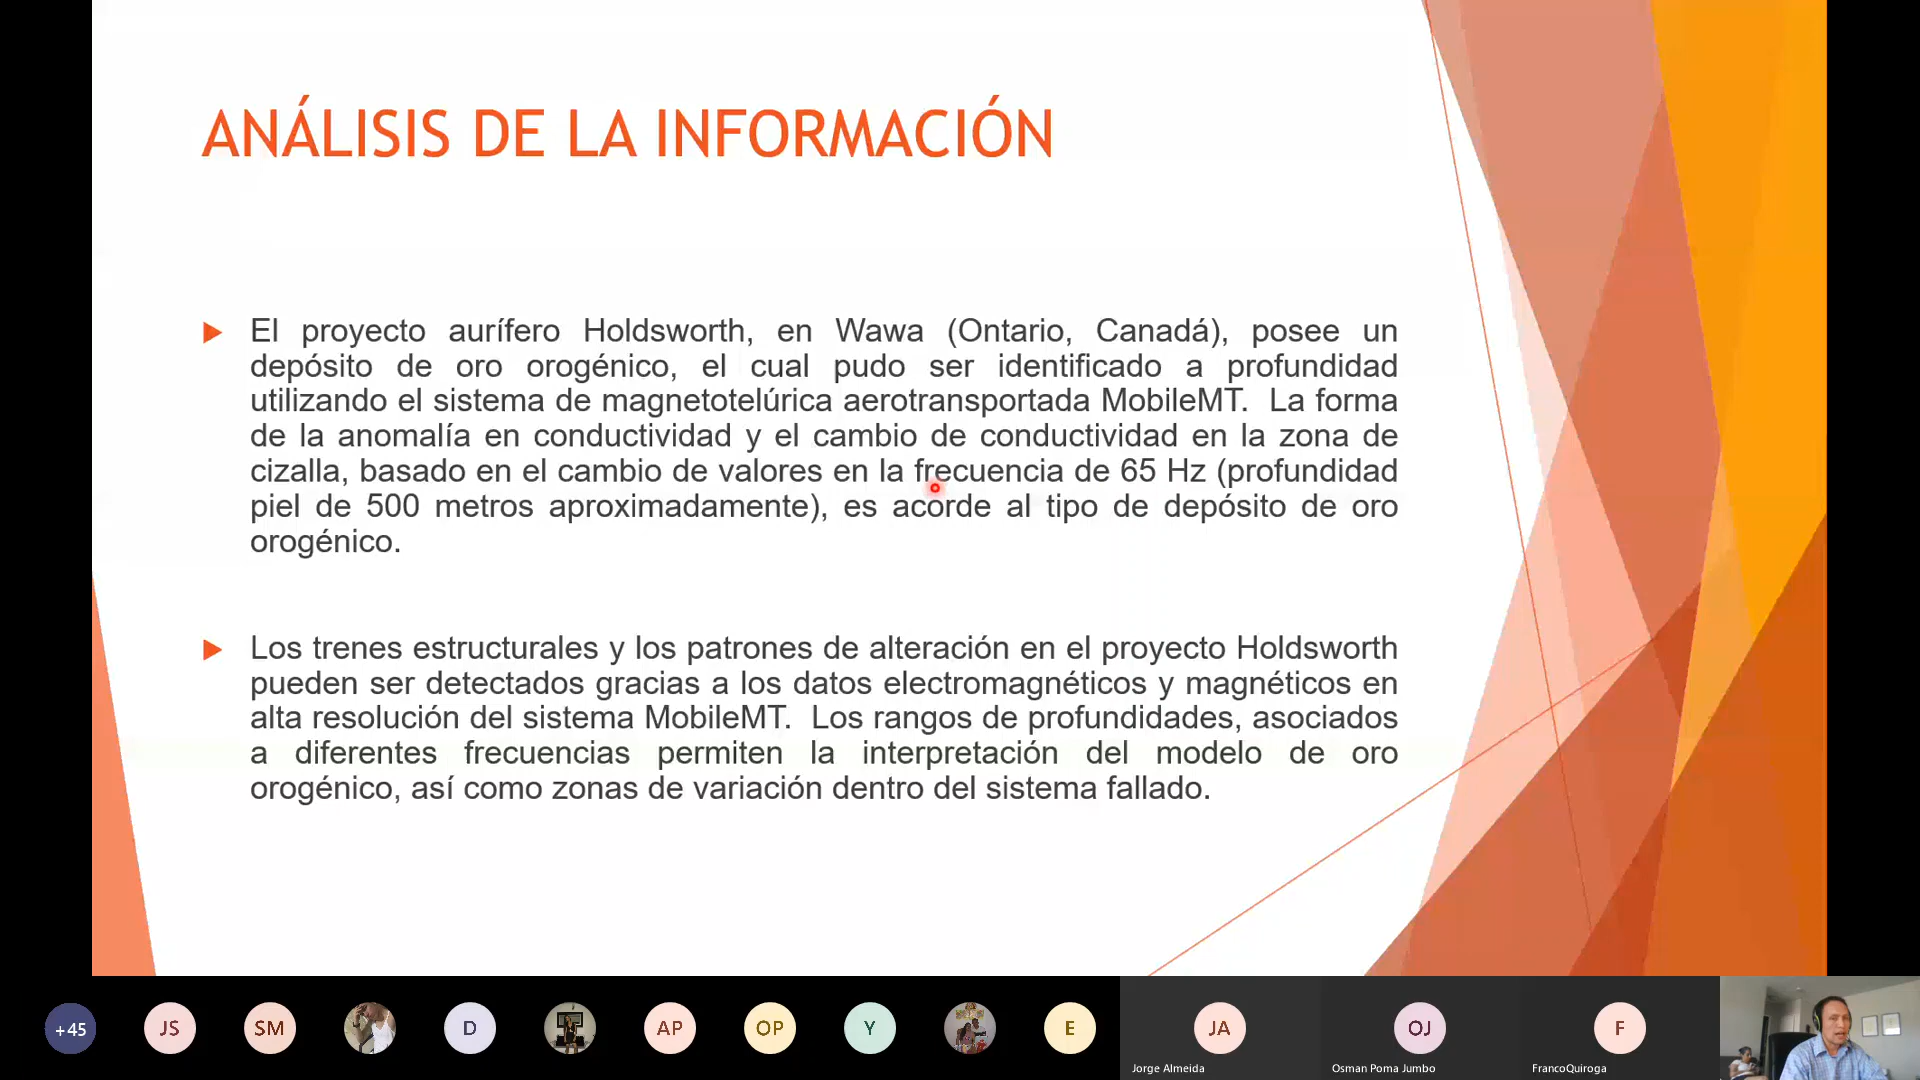 ANÁLISIS DE LA INFORMACIÓN
El proyecto aurífero Holdsworth, en Wawa (Ontario, Canadá), posee un
depósito de oro orogénico, el cual pudo ser identificado a profundidad
utilizando el sistema de magnetotelúrica aerotransportada MobileMT. La forma
de la anomalía en conductividad y el cambio de conductividad en la zona de
cizalla, basado en el cambio de valores en la frecuencia de 65 Hz (profundidad
piel de 500 metros aproximadamente), es acorde al tipo de depósito de oro
orogénico.
Los trenes estructurales y los patrones de alteración en el proyecto Holdsworth
pueden ser detectados gracias a los datos electromagnéticos y magnéticos en
alta resolución del sistema MobileMT. Los rangos de profundidades, asociados
a diferentes frecuencias permiten la interpretación del modelo de oro
orogénico, así como zonas de variación dentro del sistema fallado.
+45 JS SM D AP OP Y E JA OJ F
Jorge Almeida Osman Poma Jumbo FrancoQuiroga